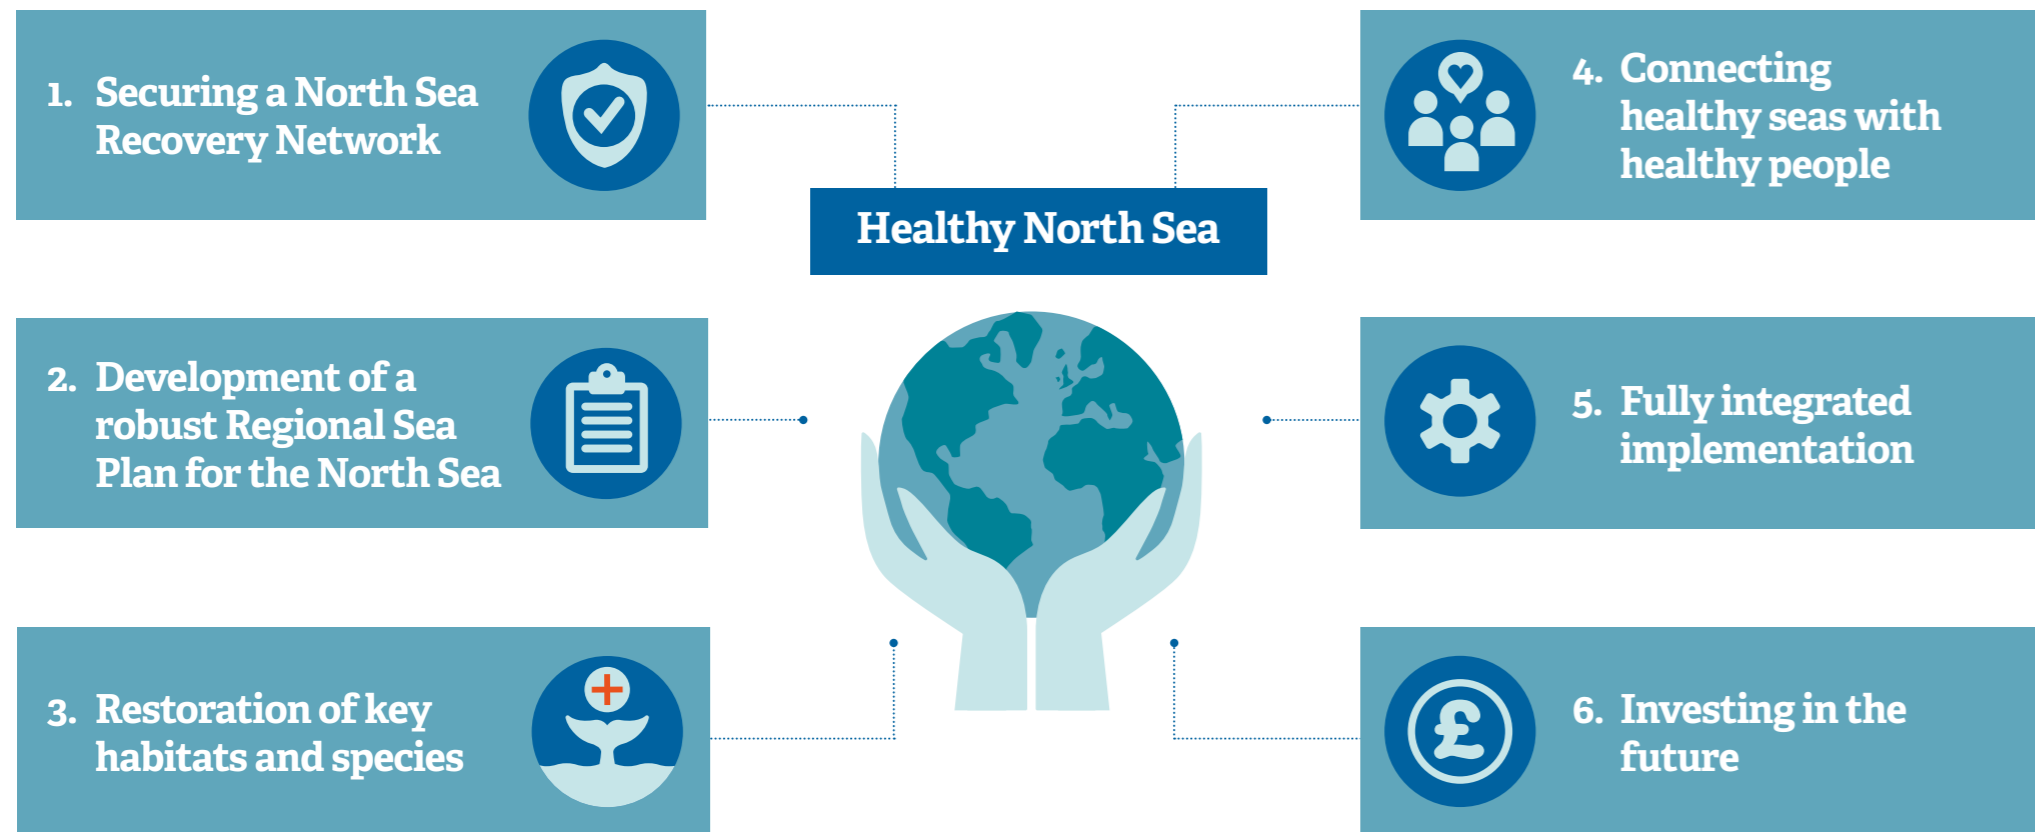 1. Securing a North Sea
Recovery Network
2. Development of a
robust Regional Sea
Plan for the North Sea
3. Restoration of key
habitats and species
Healthy North Sea
4. Connecting
healthy seas with
healthy people
5. Fully integrated
implementation
£
6. Investing in the
future